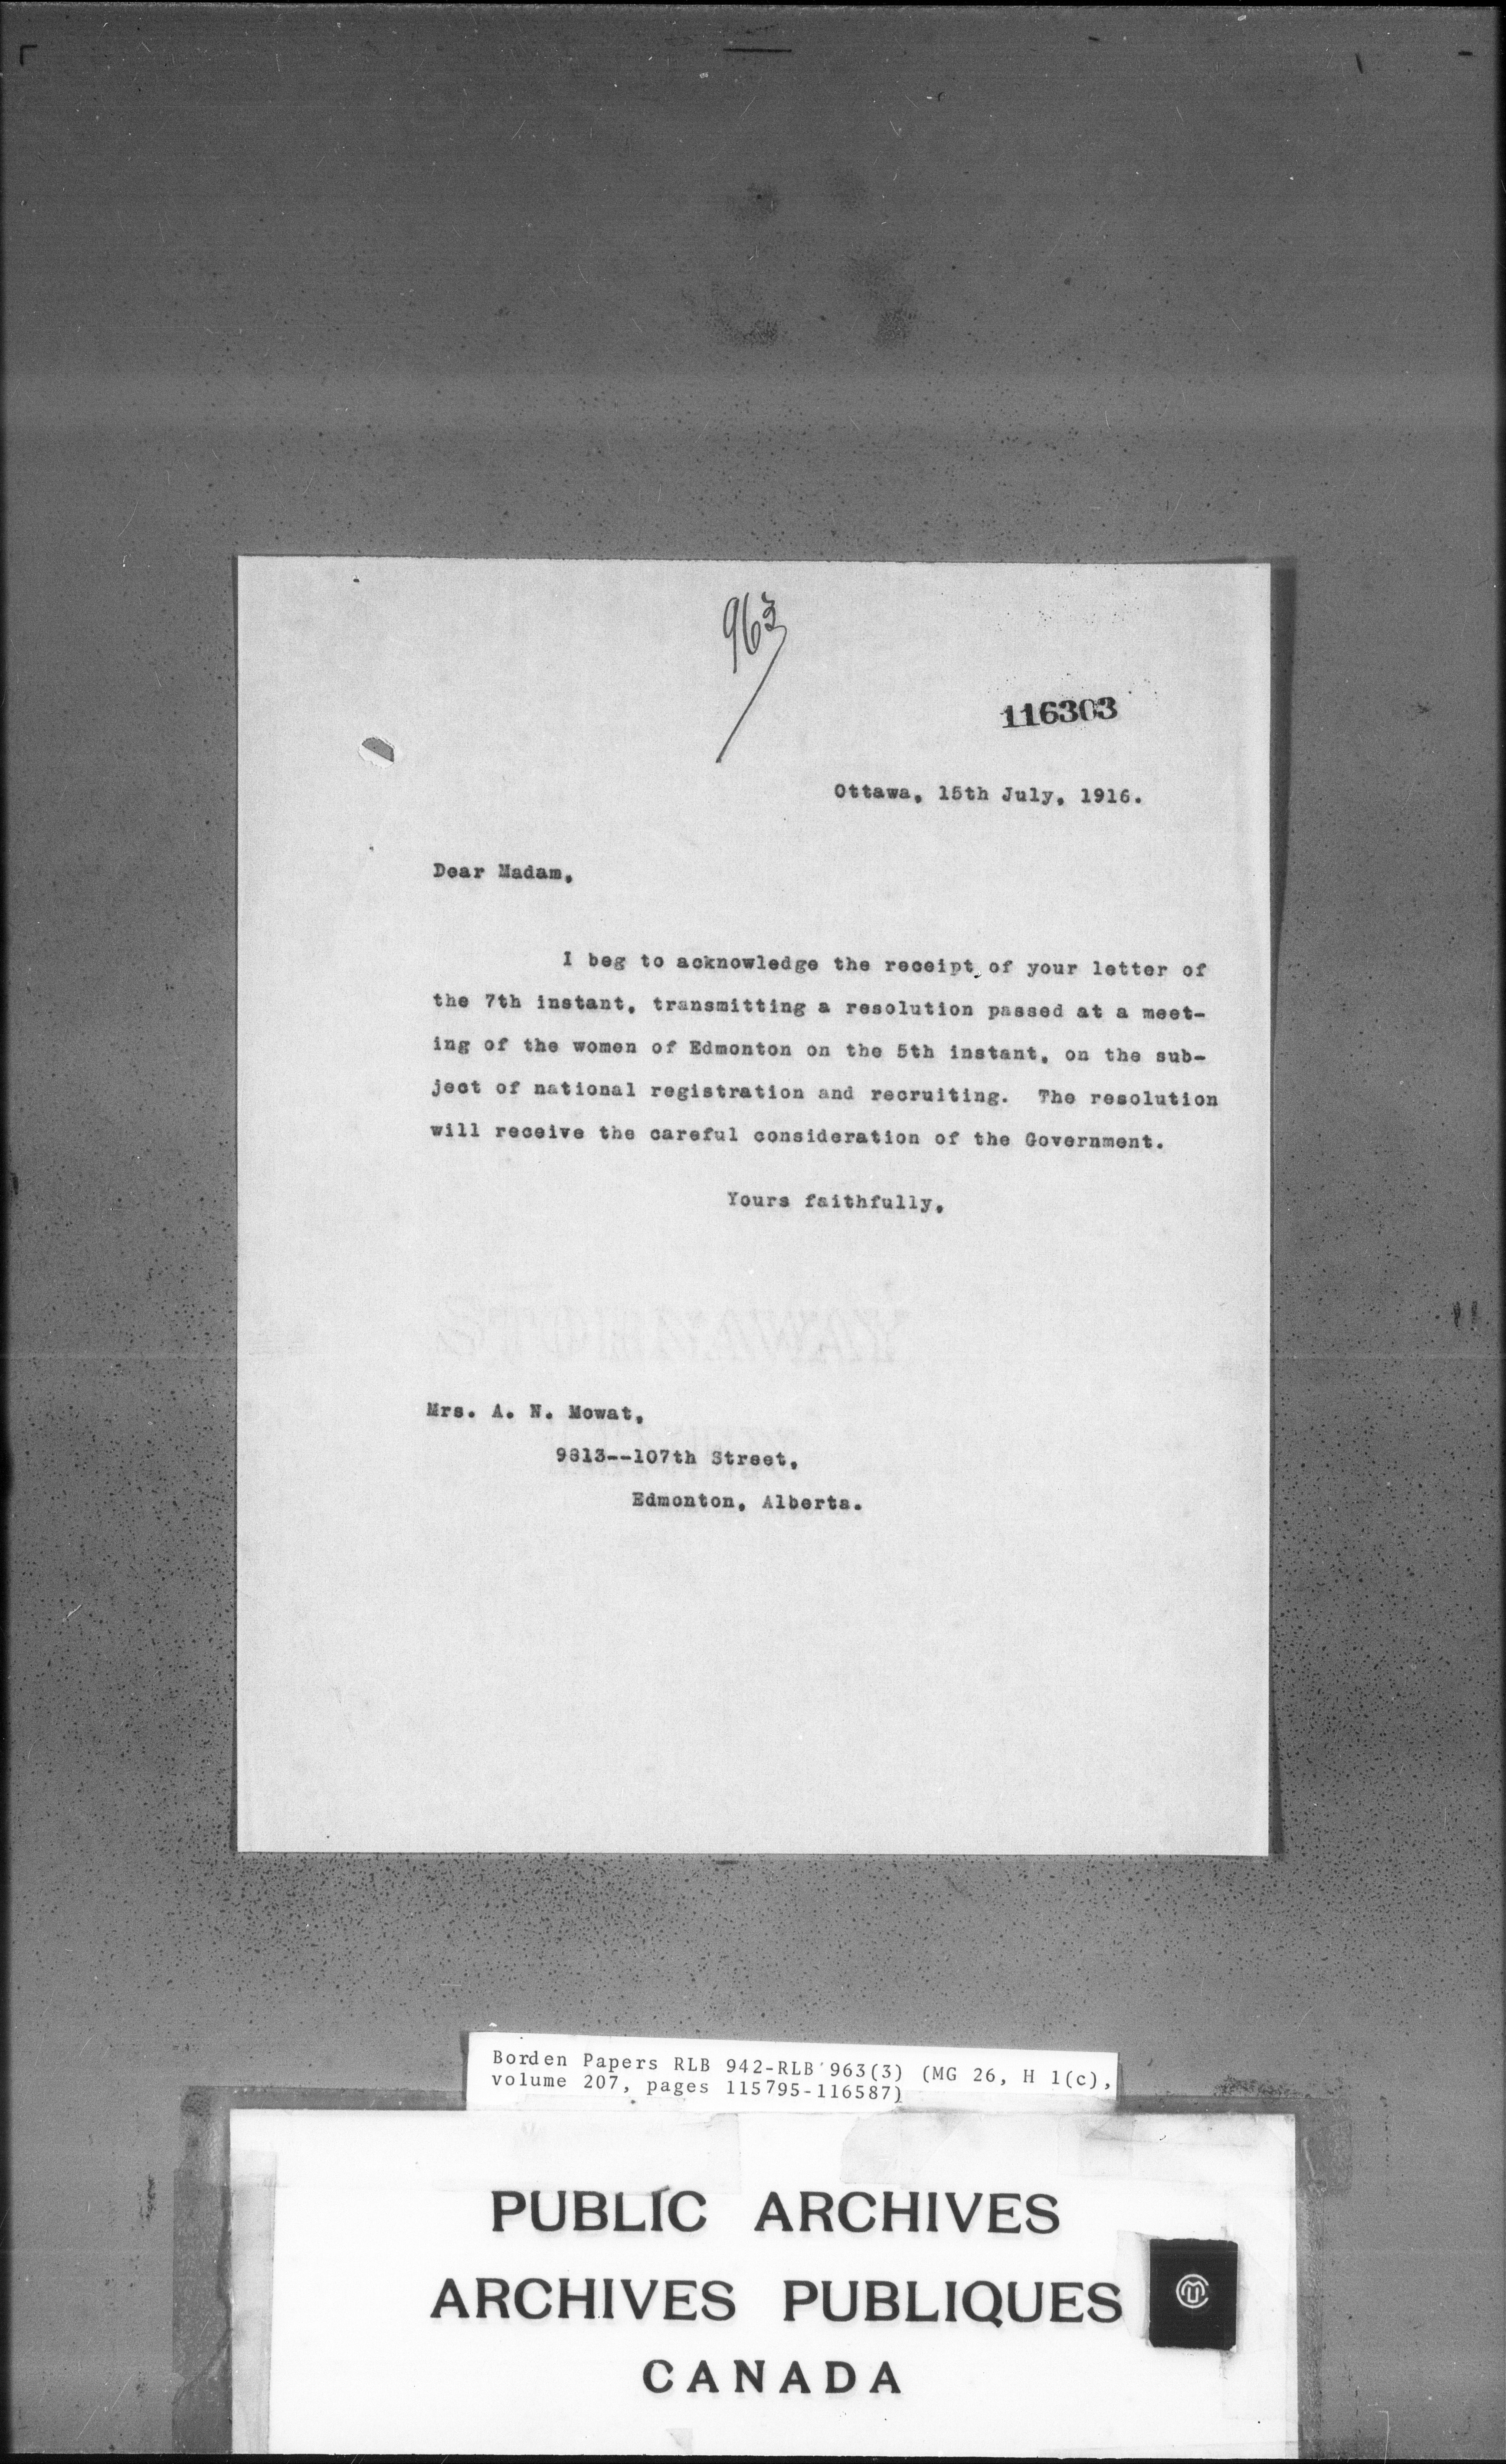 963
116303
Ottawa, 15th July, 1916.
Dear Madam,
I beg to acknowledge the receipt of your letter of
the 7th instant, transmitting a resolution passed at a meet-
ing of the women of Edmonton on the 5th instant, on the sub-
ject of national registration and recruiting. The resolution
will receive the careful consideration of the Government.
Yours faithfully,
Mrs. A. N. Mowat,
9813--107th Street,
Edmonton, Alberta.
Borden Papers RLB 942-RLB 963(3) (MG 26, H 1(c),
volume 207, pages 115795-116587)
PUBLIC ARCHIVES
ARCHIVES PUBLIQUES
CANADA